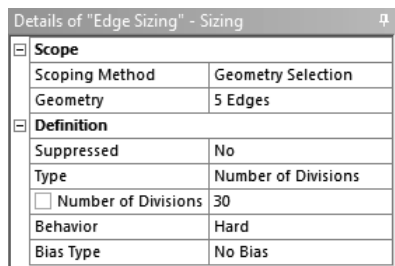 Details of "Edge Sizing" - Sizing
Scope
Scoping Method Geometry Selection
Geometry 5 Edges
Definition
Suppressed No
Type Number of Divisions
Number of Divisions 30
Behavior Hard
Bias Type No Bias